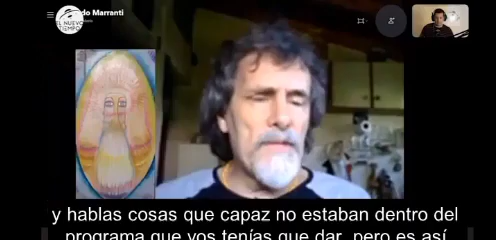 do Marranti
EL NUEVO
TIEMPO
y hablas cosas que capaz no estaban dentro del
programa que vos tenías que dar, pero es así